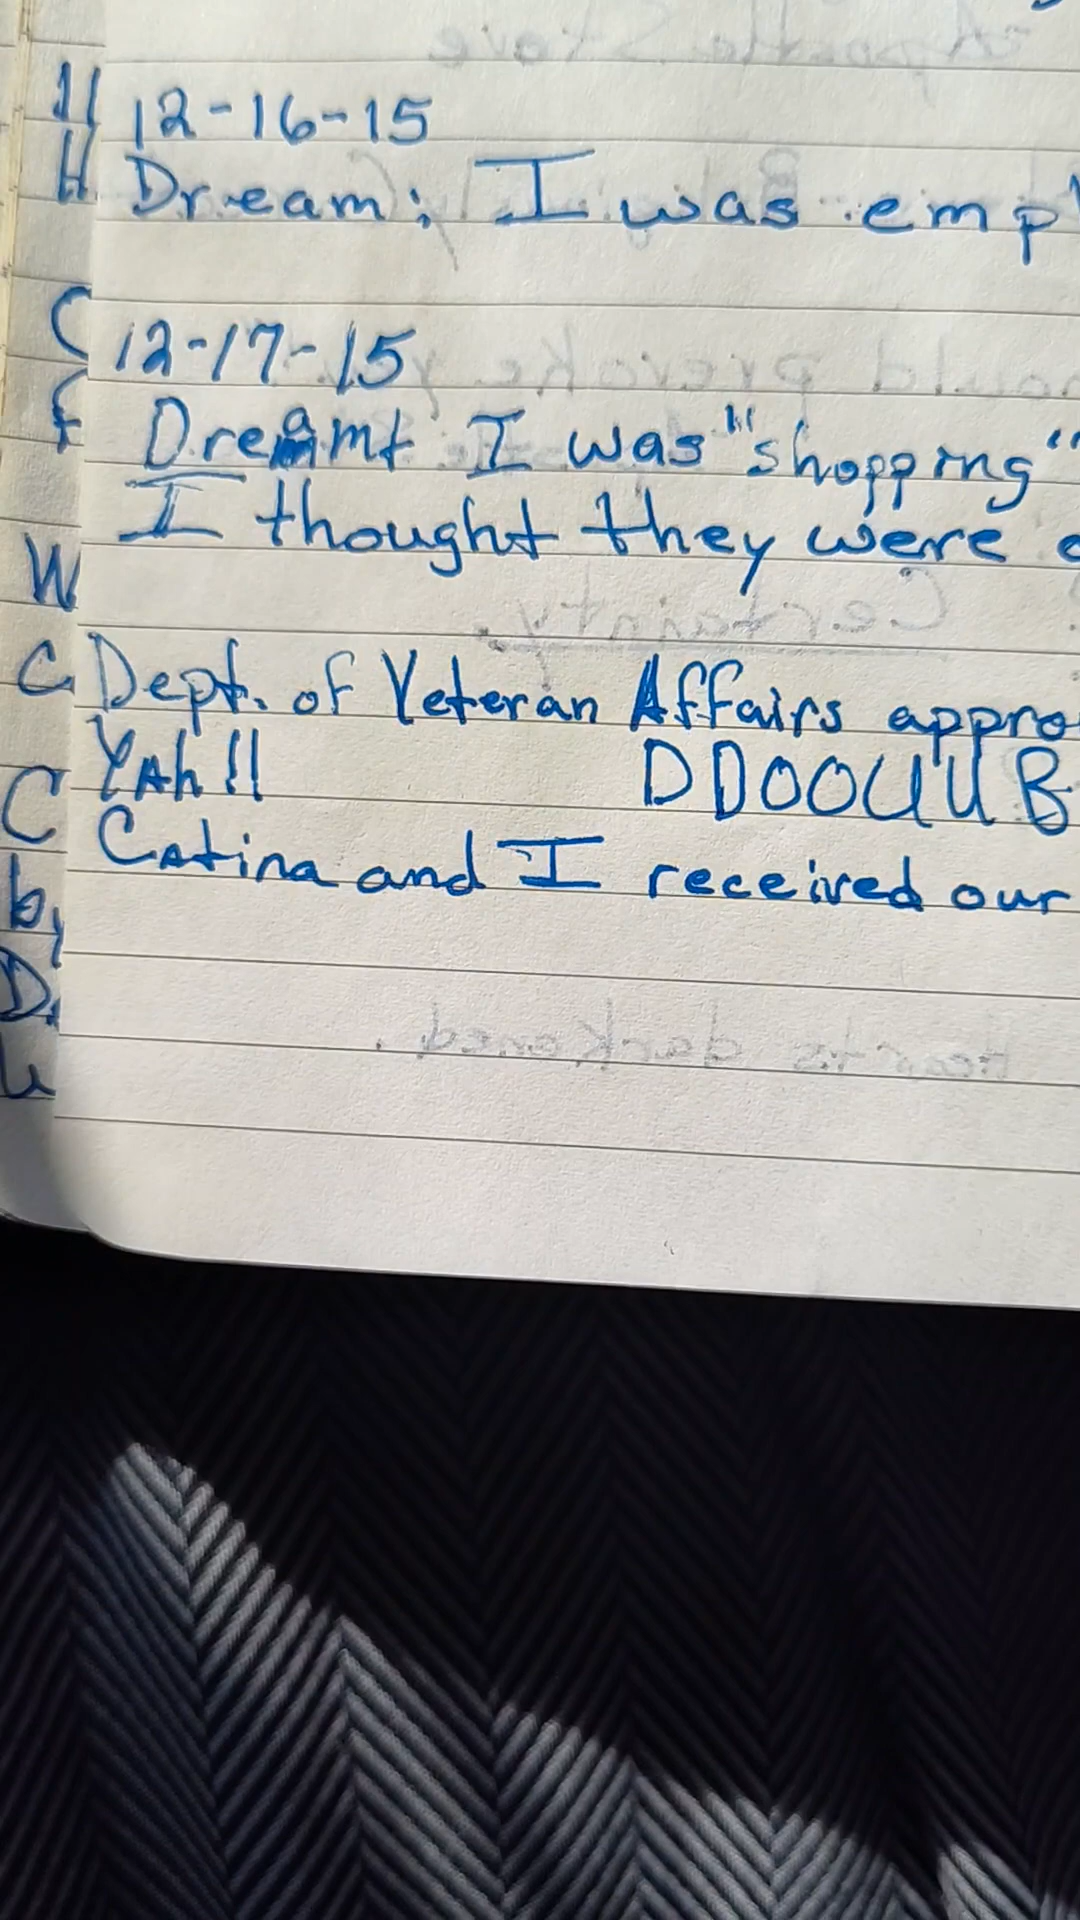 12-16-15
Dream; I was emp
12-17-15
Dreamt I was "shopping"
I thought they were
Dept. of Veteran Affairs appro
YAh!! DDOOUUB
Catina and I received our